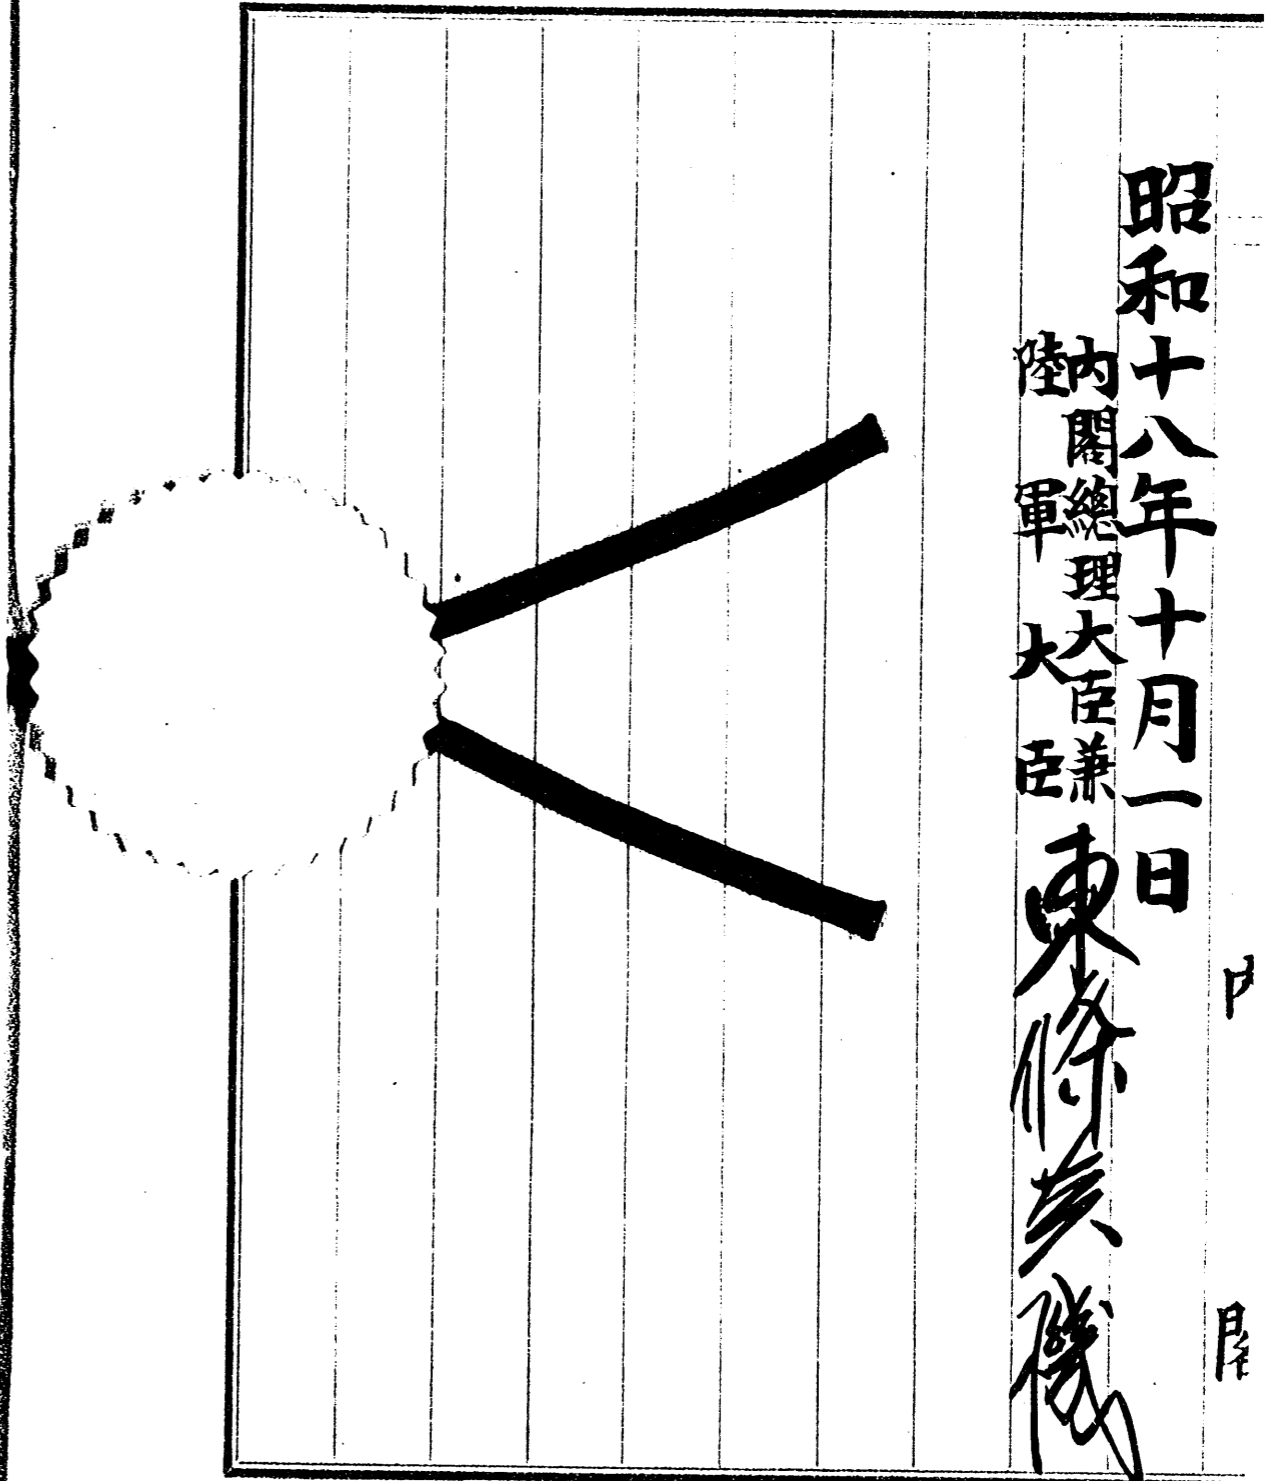 昭和十八年十月一日
內閣總理大臣兼
陸軍大臣 東條英機